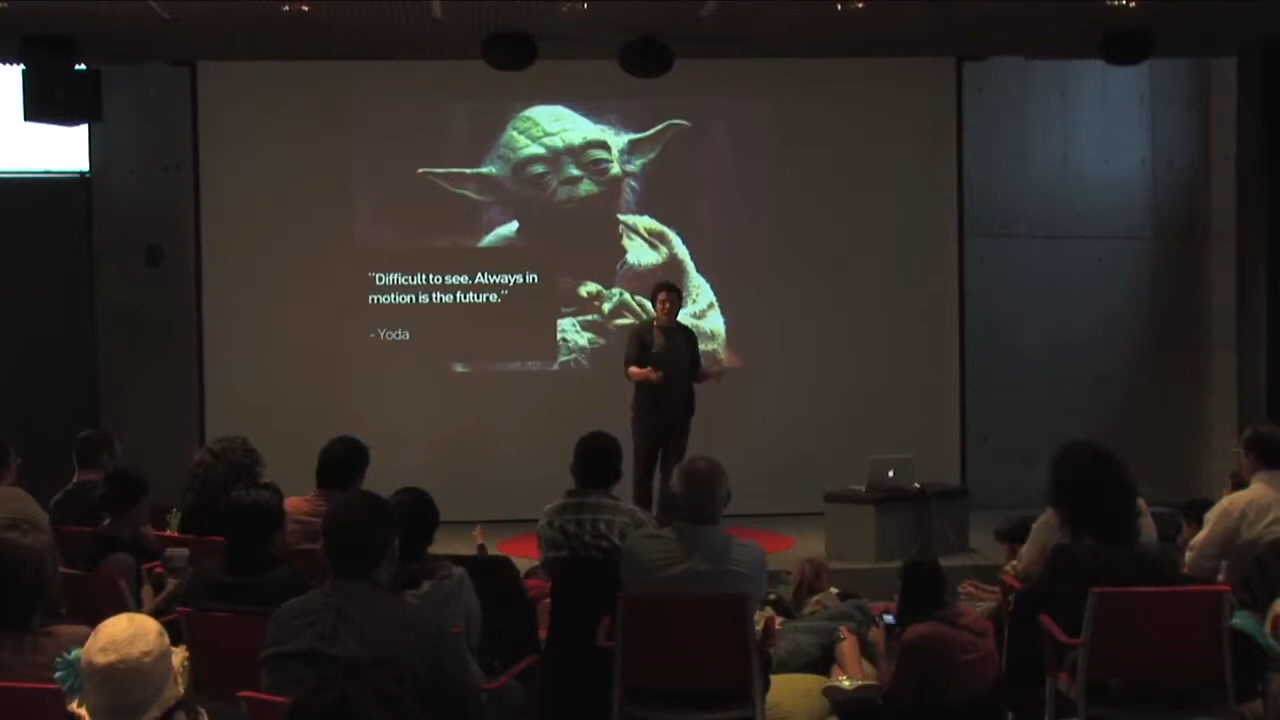 "Difficult to see. Always in
motion is the future."
- Yoda